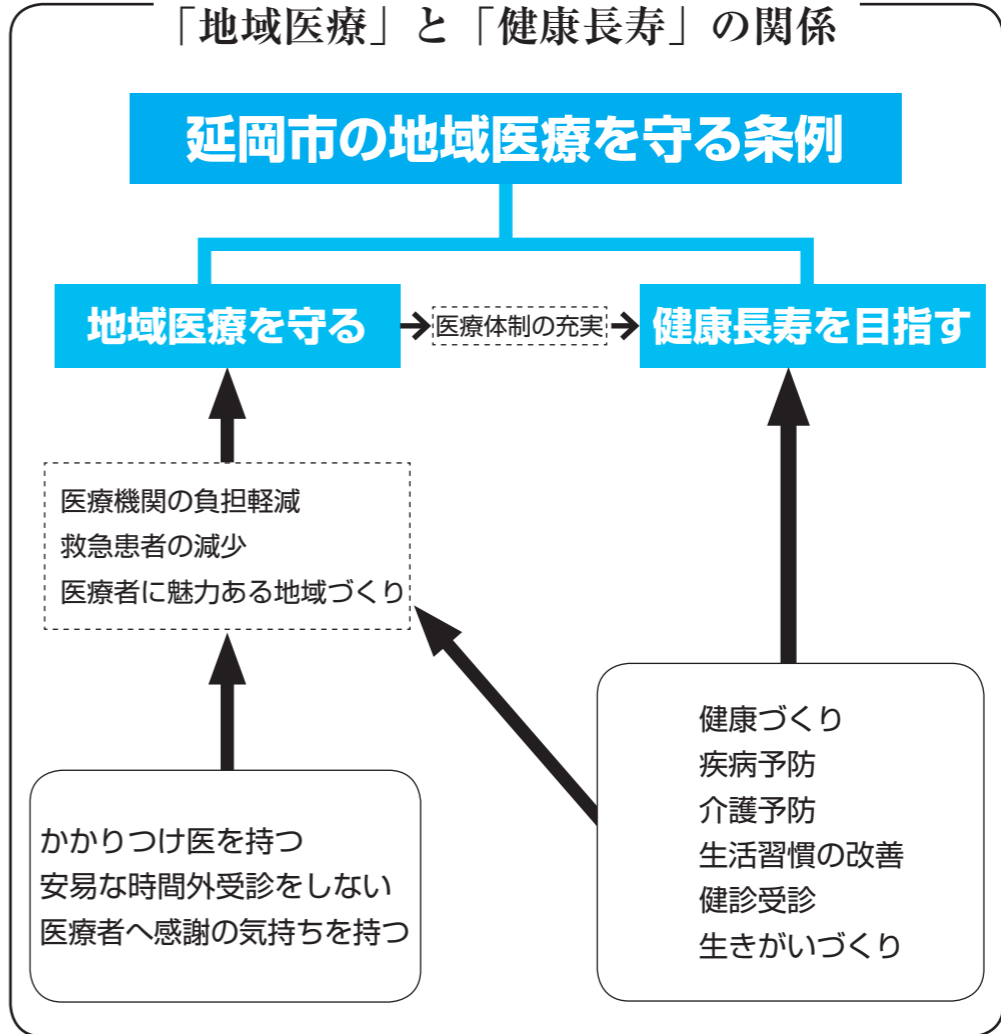 「地域医療」と「健康長寿」の関係
延岡市の地域医療を守る条例
地域医療を守る
医療体制の充実
健康長寿を目指す
医療機関の負担軽減
救急患者の減少
医療者に魅力ある地域づくり
かかりつけ医を持つ
安易な時間外受診をしない
医療者へ感謝の気持ちを持つ
健康づくり
疾病予防
介護予防
生活習慣の改善
健診受診
生きがいづくり